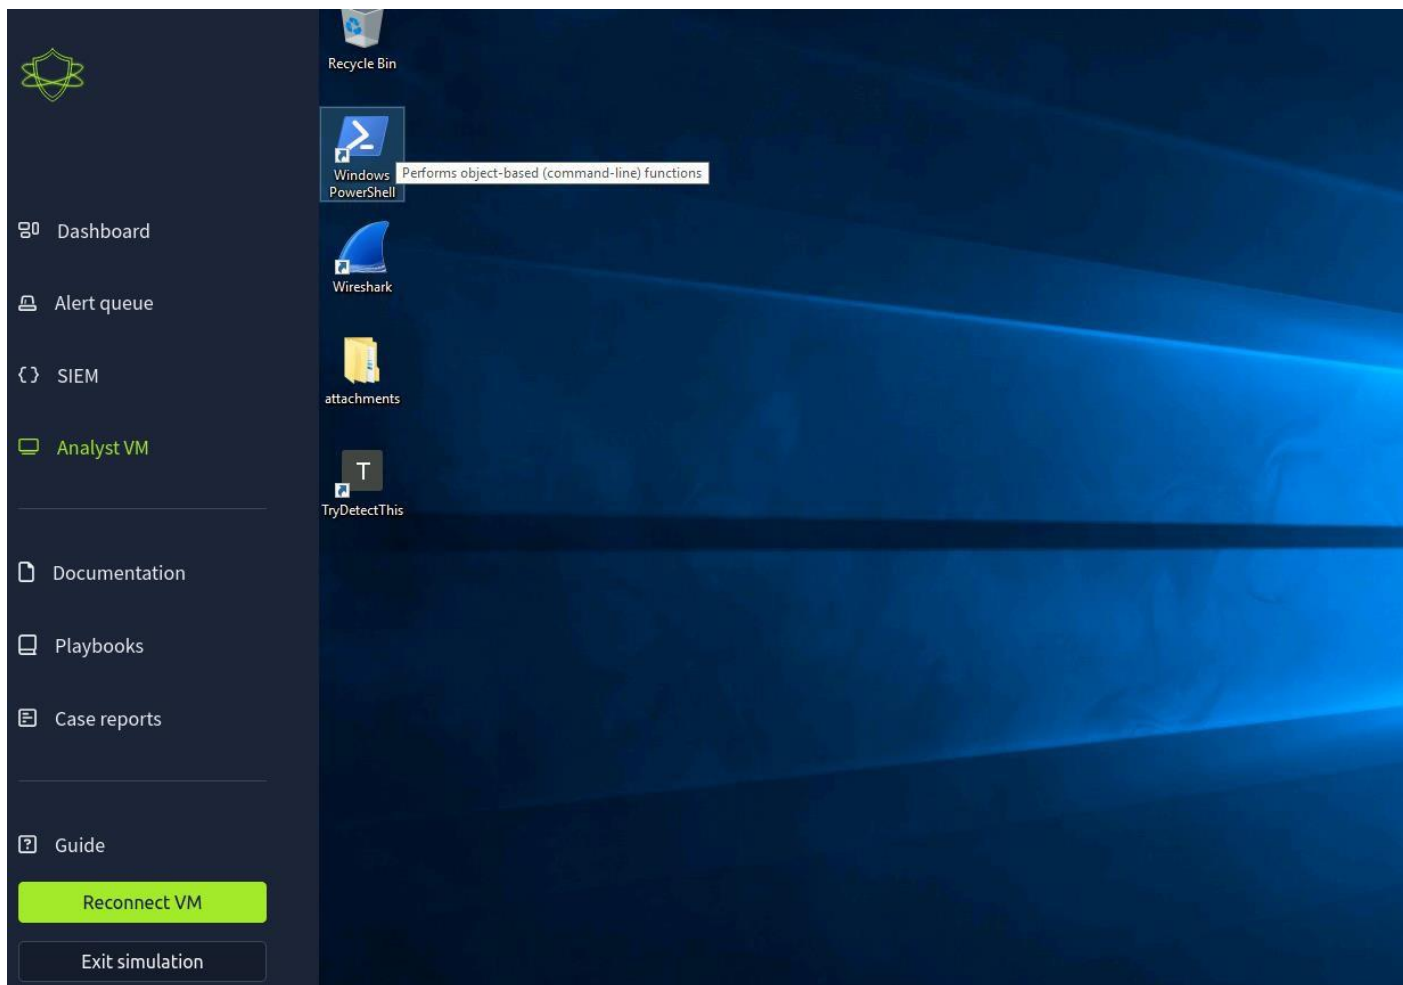 Dashboard
Alert queue
SIEM
Analyst VM
Documentation
Playbooks
Case reports
Guide
Reconnect VM
Exit simulation
Recycle Bin
Windows
PowerShell
Performs object-based (command-line) functions
Wireshark
attachments
T
TryDetectThis